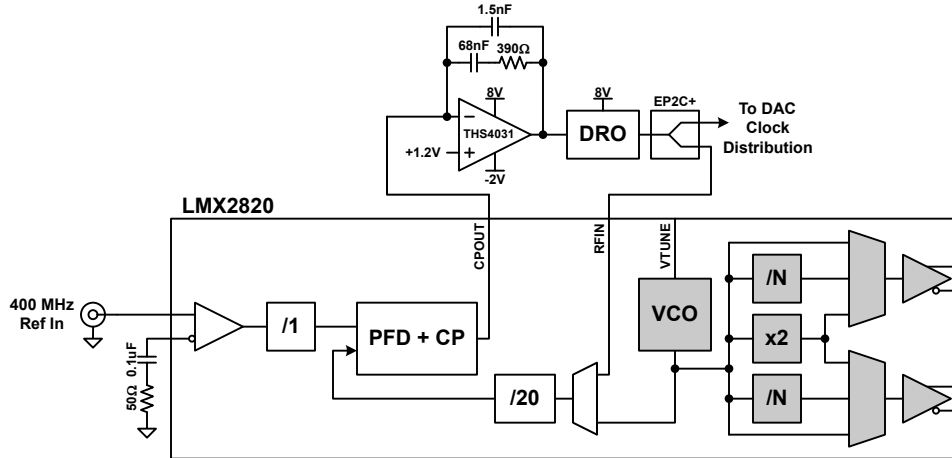 1.5nF
68nF
390Ω
8V
−
THS4031
+1.2V
+
-2V
8V
DRO
EP2C+
To DAC
Clock
Distribution
LMX2820
CPOUT
RFIN
VTUNE
400 MHz
Ref In
/1
PFD + CP
VCO
/N
x2
/N
/20
50Ω 0.1uF